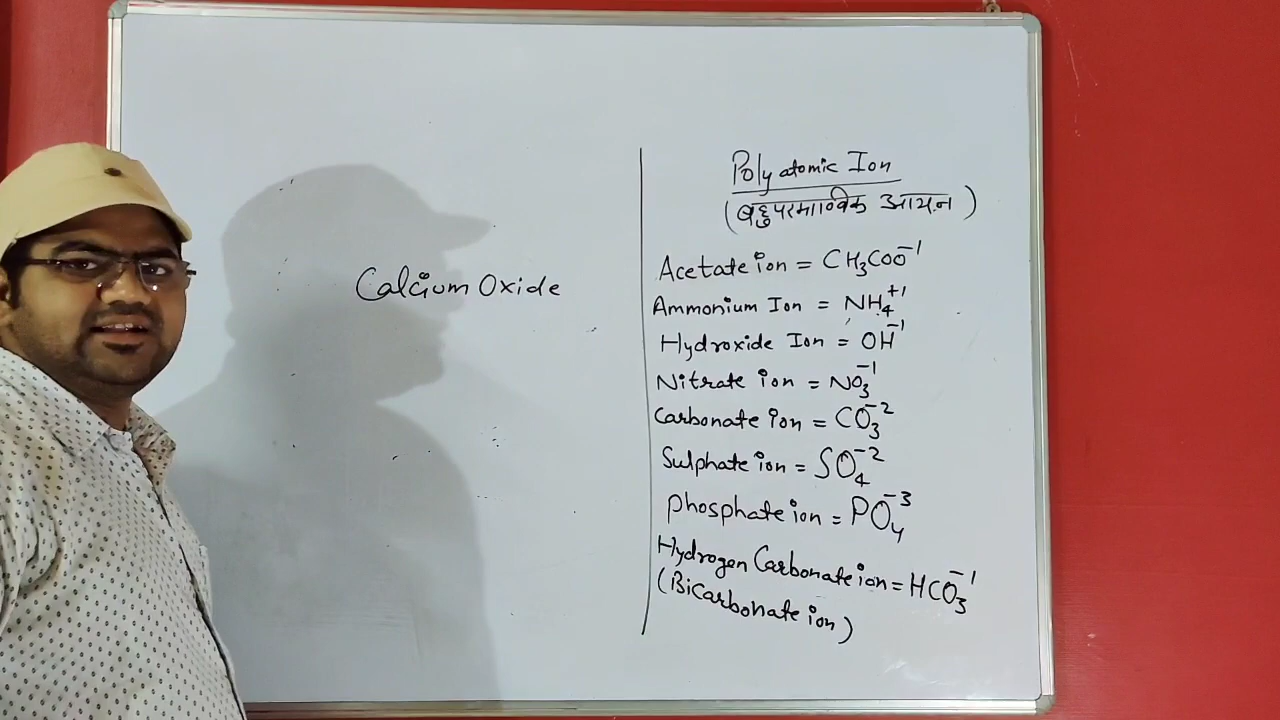 Calcium Oxide
Polyatomic Ion
(बहुपरमाण्विक आयन)
Acetate ion = CH₃COO⁻¹
Ammonium Ion = NH₄⁺¹
Hydroxide Ion = OH⁻¹
Nitrate ion = NO₃⁻¹
Carbonate ion = CO₃⁻²
Sulphate ion = SO₄⁻²
Phosphate ion = PO₄⁻³
Hydrogen Carbonate ion = HCO₃⁻¹
(Bicarbonate ion)